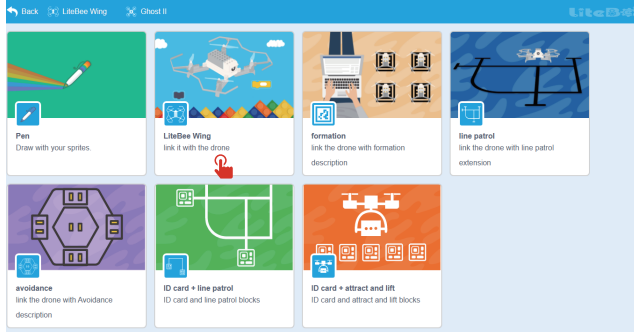 Back LiteBee Wing Ghost II
LiteBee
Pen
Draw with your sprites.
LiteBee Wing
link it with the drone
formation
link the drone with formation
description
line patrol
link the drone with line patrol
extension
avoidance
link the drone with Avoidance
description
ID card + line patrol
ID card and line patrol blocks
ID card + attract and lift
ID card and attract and lift blocks